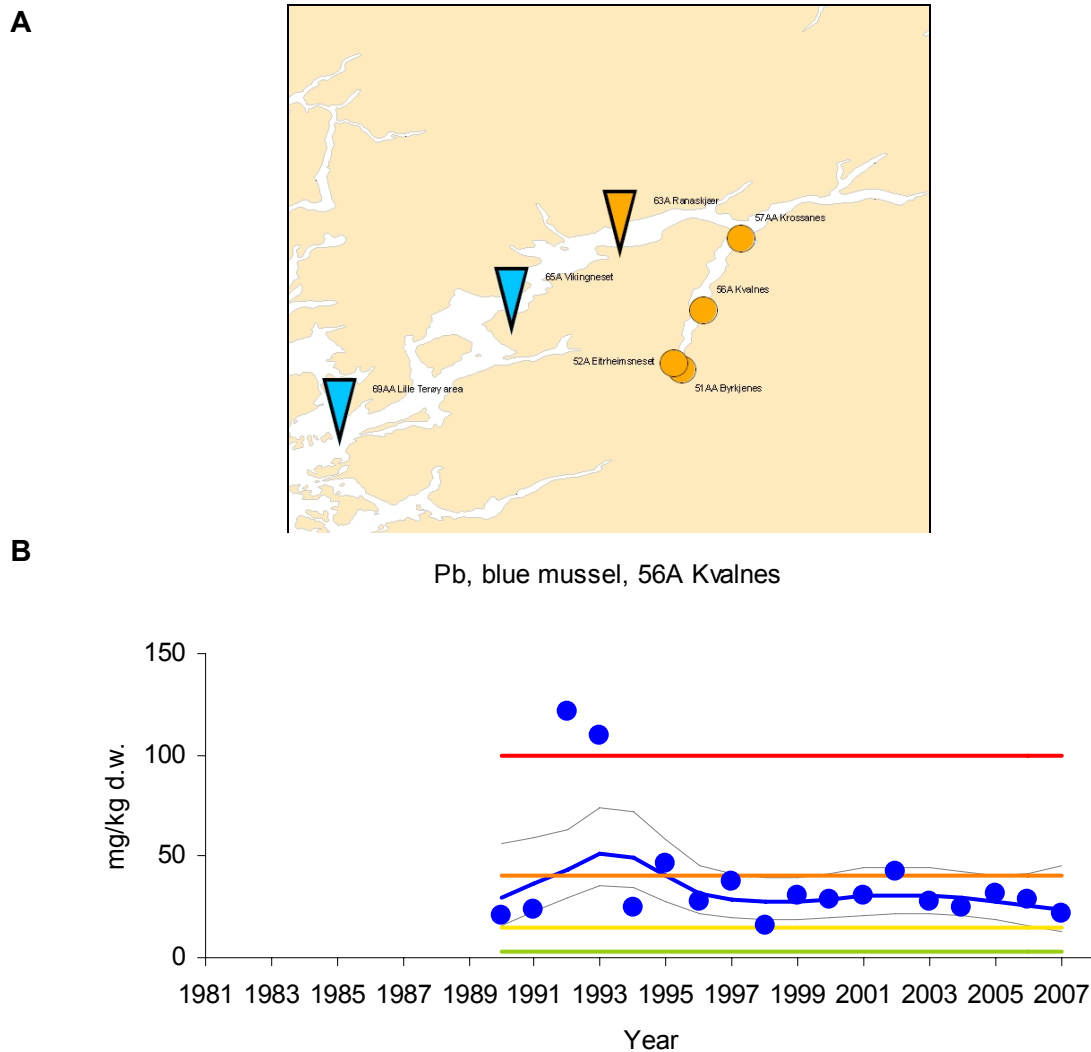 A
63A Ranaskjær
57AA Krossanes
65A Vikingneset
56A Kvalnes
52A Eitrheimsneset
69AA Lille Terøy area
51AA Byrkjenes
B
Pb, blue mussel, 56A Kvalnes
150
100
50
0
mg/kg d.w.
1981 1983 1985 1987 1989 1991 1993 1995 1997 1999 2001 2003 2005 2007
Year